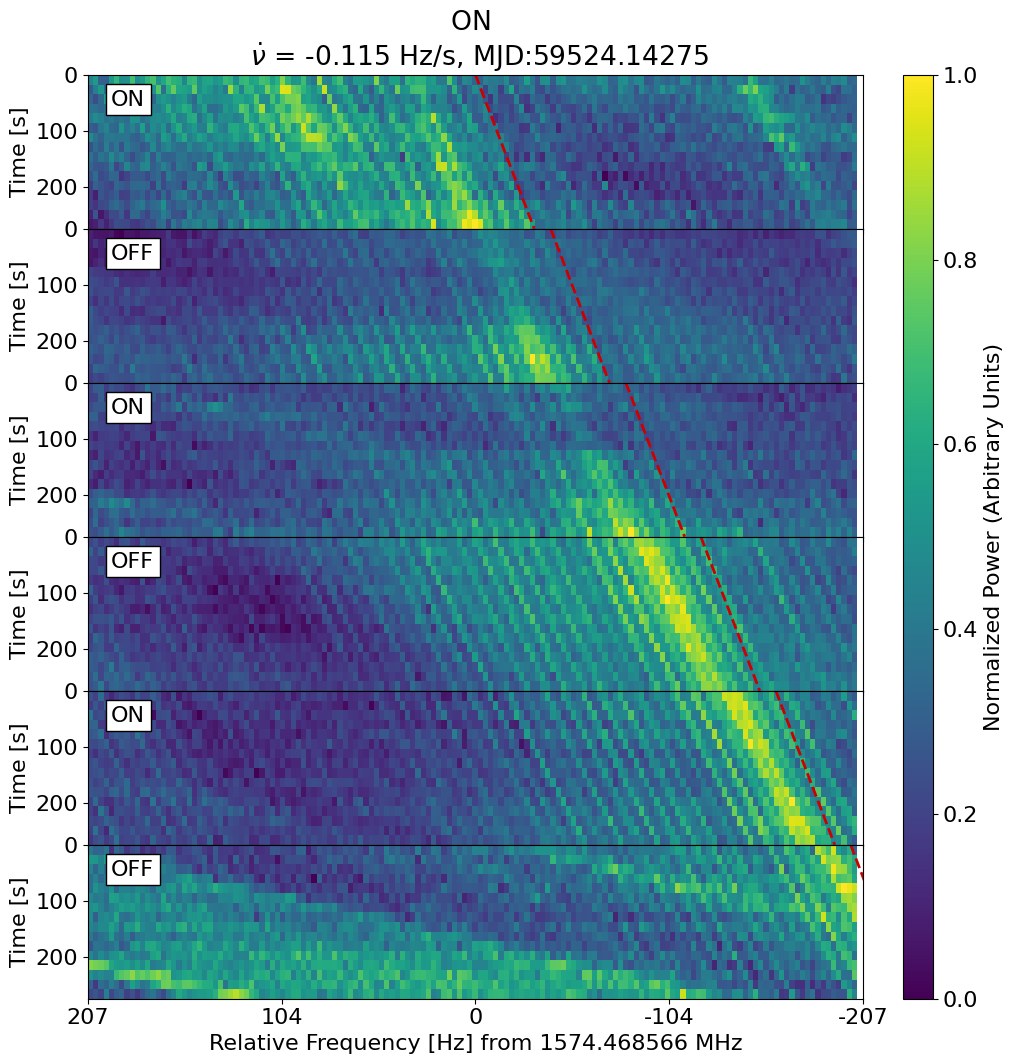 ON
ν̇ = -0.115 Hz/s, MJD:59524.14275
0
100
200
Time [s]
ON
0
100
200
Time [s]
OFF
0
100
200
Time [s]
ON
0
100
200
Time [s]
OFF
0
100
200
Time [s]
ON
0
100
200
Time [s]
OFF
207
104
0
-104
-207
Relative Frequency [Hz] from 1574.468566 MHz
1.0
0.8
0.6
0.4
0.2
0.0
Normalized Power (Arbitrary Units)